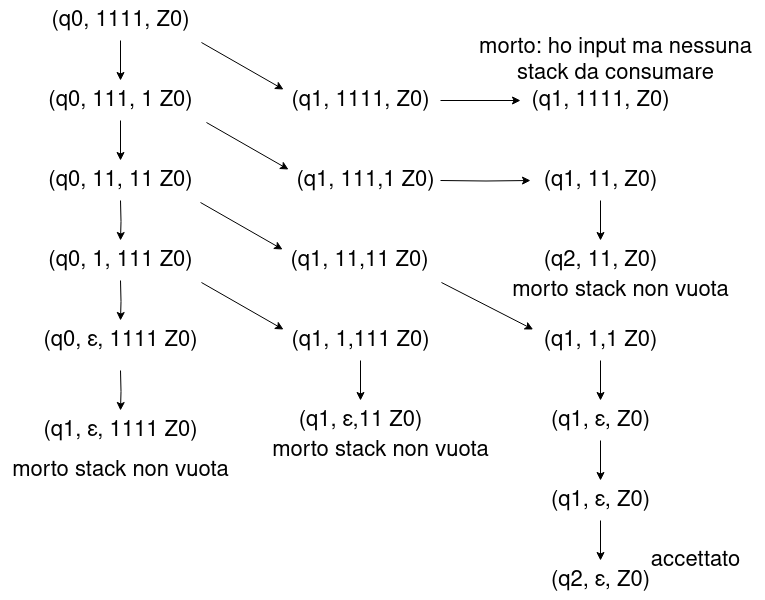 (q0, 1111, Z0)
morto: ho input ma nessuna
stack da consumare
(q0, 111, 1 Z0)
(q1, 1111, Z0)
(q1, 1111, Z0)
(q0, 11, 11 Z0)
(q1, 111,1 Z0)
(q1, 11, Z0)
(q0, 1, 111 Z0)
(q1, 11,11 Z0)
(q2, 11, Z0)
morto stack non vuota
(q0, ε, 1111 Z0)
(q1, 1,111 Z0)
(q1, 1,1 Z0)
(q1, ε, 1111 Z0)
morto stack non vuota
(q1, ε,11 Z0)
morto stack non vuota
(q1, ε, Z0)
(q1, ε, Z0)
accettato
(q2, ε, Z0)